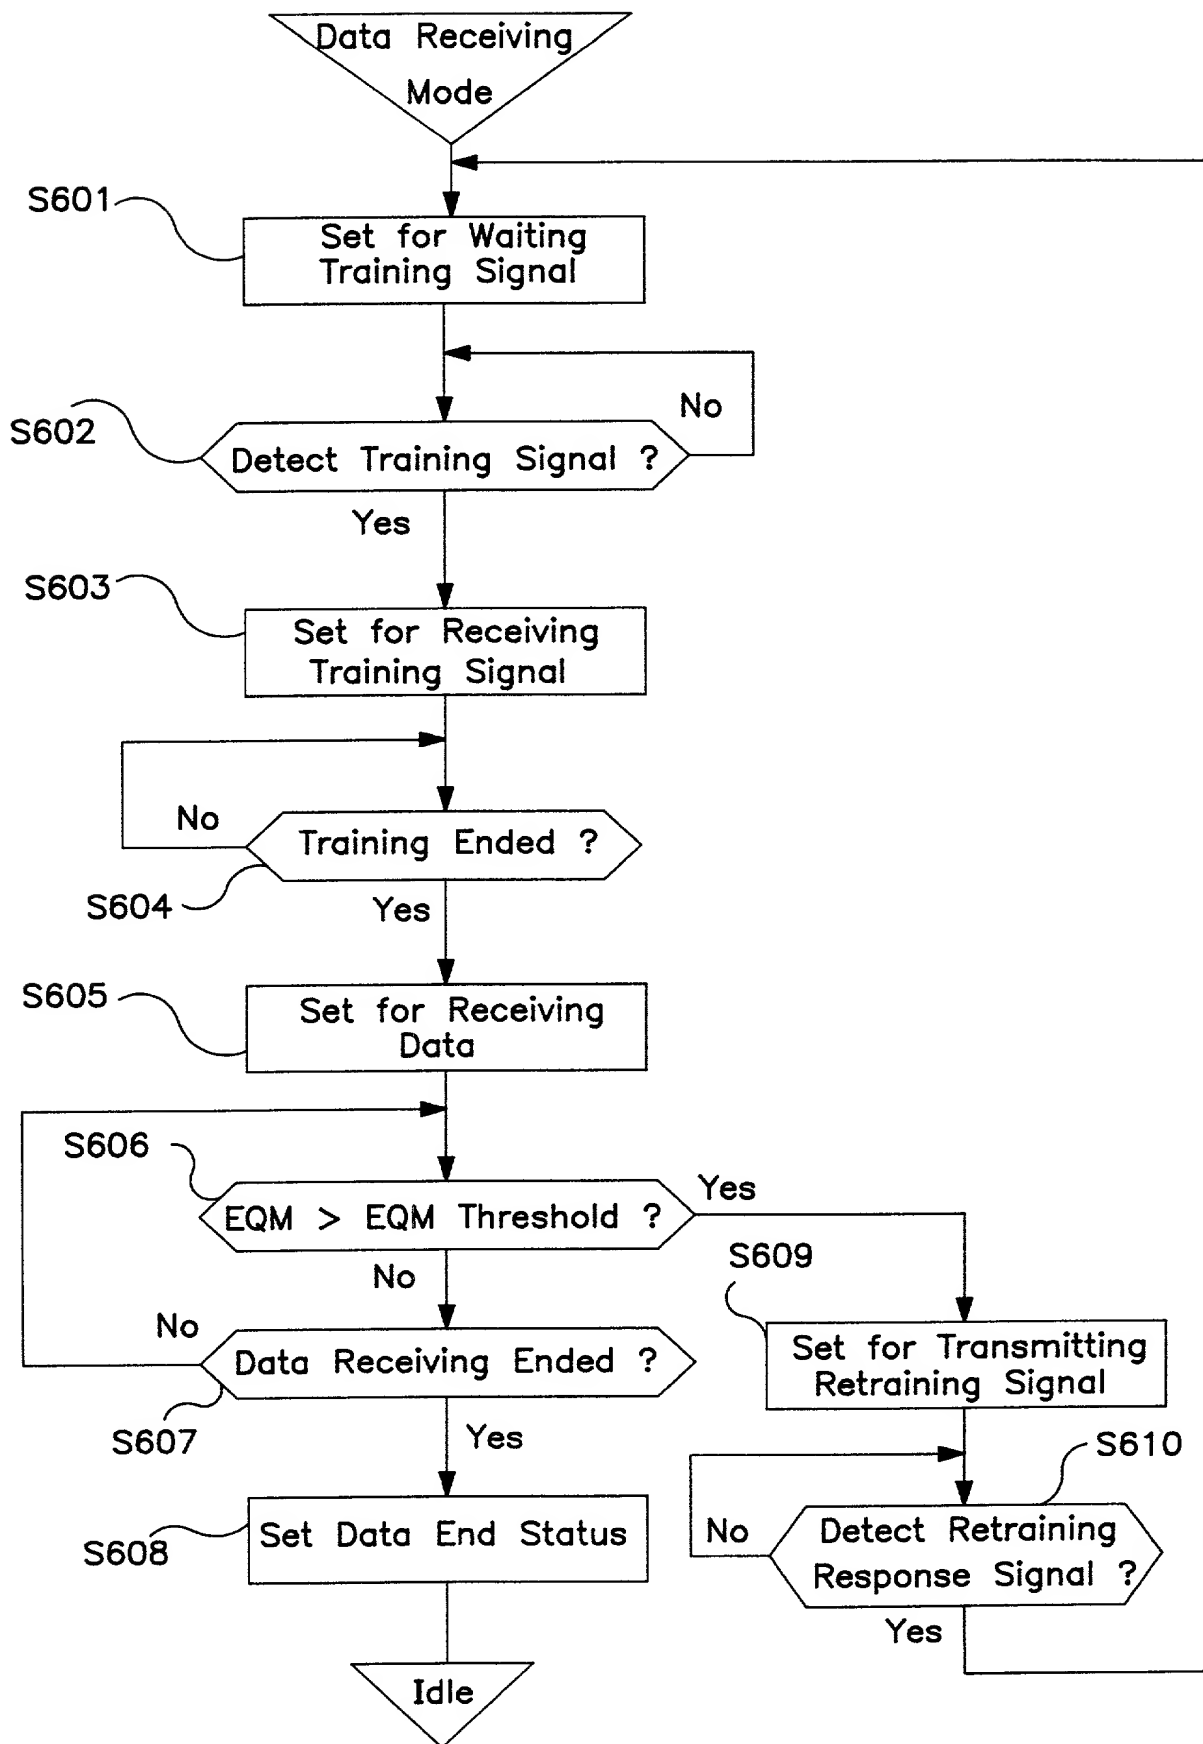 Data Receiving
Mode
S601
Set for Waiting
Training Signal
No
S602
Detect Training Signal ?
Yes
S603
Set for Receiving
Training Signal
No
Training Ended ?
S604
Yes
S605
Set for Receiving
Data
S606
EQM > EQM Threshold ?
Yes
No
S609
Set for Transmitting
Retraining Signal
No
Data Receiving Ended ?
S607
Yes
S610
Detect Retraining
Response Signal ?
No
Yes
S608
Set Data End Status
Idle